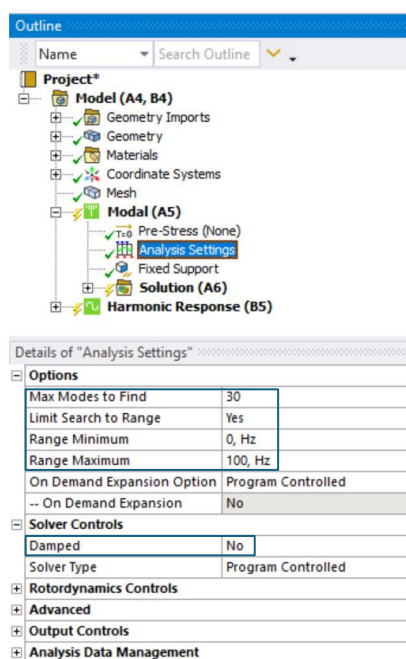 Outline
Name Search Outline
Project*
Model (A4, B4)
Geometry Imports
Geometry
Materials
Coordinate Systems
Mesh
Modal (A5)
T=0 Pre-Stress (None)
Analysis Settings
Fixed Support
Solution (A6)
Harmonic Response (B5)
Details of "Analysis Settings"
Options
Max Modes to Find 30
Limit Search to Range Yes
Range Minimum 0, Hz
Range Maximum 100, Hz
On Demand Expansion Option Program Controlled
-- On Demand Expansion No
Solver Controls
Damped No
Solver Type Program Controlled
Rotordynamics Controls
Advanced
Output Controls
Analysis Data Management